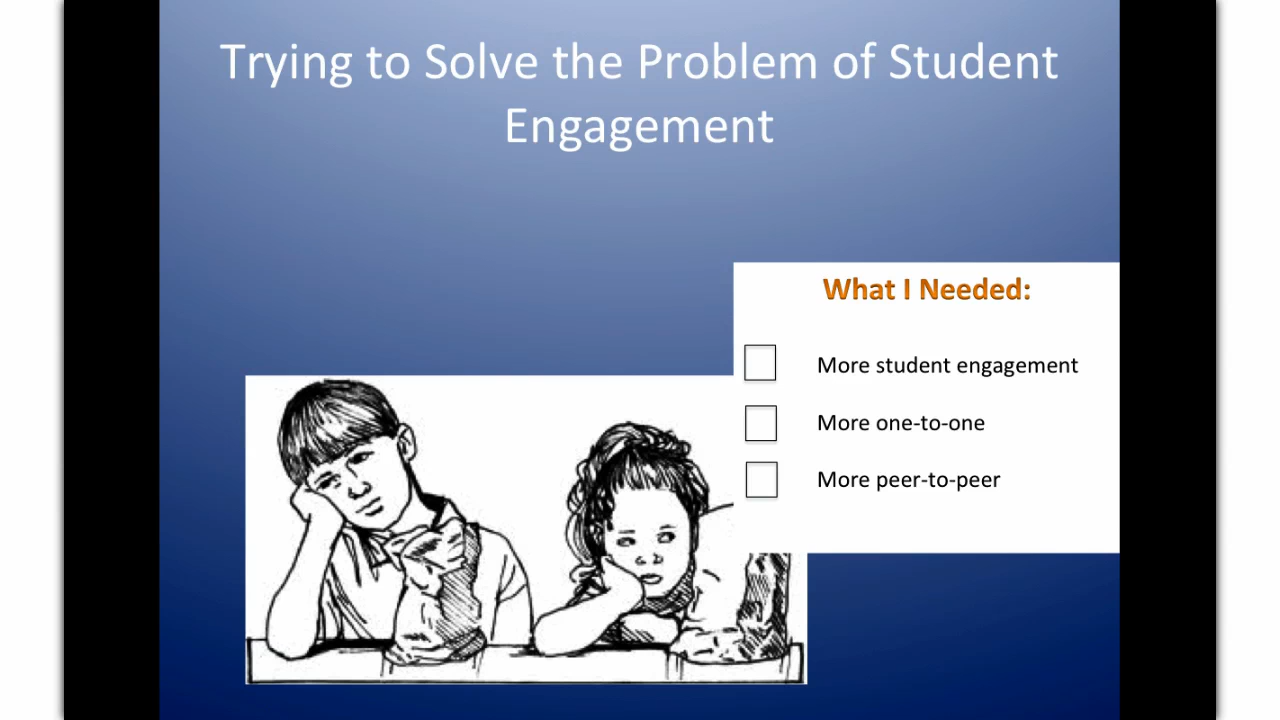 Trying to Solve the Problem of Student
Engagement
What I Needed:
More student engagement
More one-to-one
More peer-to-peer